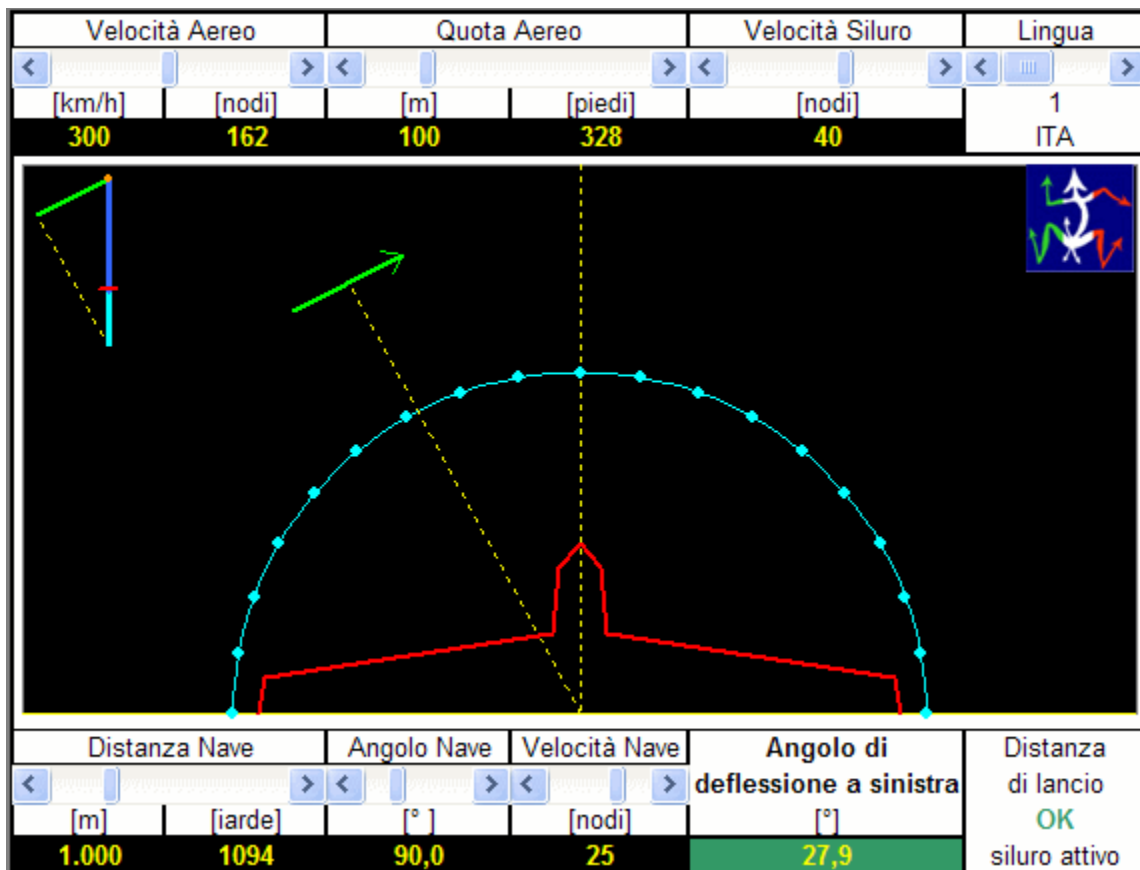 Velocità Aereo Quota Aereo Velocità Siluro Lingua
[km/h] [nodi] [m] [piedi] [nodi] 1
300 162 100 328 40 ITA
Distanza Nave Angolo Nave Velocità Nave Angolo di Distanza
deflessione a sinistra di lancio
[m] [iarde] [° ] [nodi] [°] OK
1.000 1094 90,0 25 27,9 siluro attivo